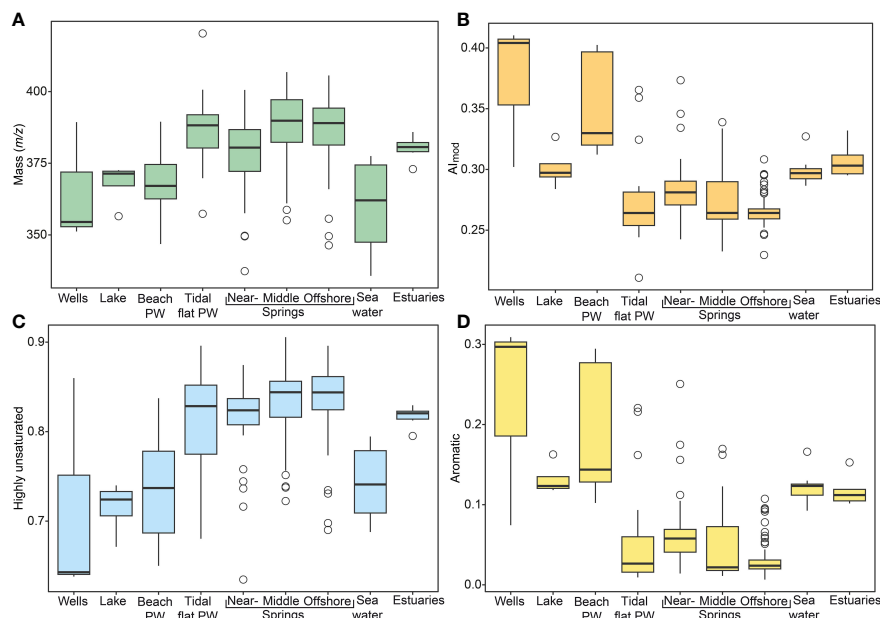 A
Mass (m/z)
400
375
350
Wells Lake Beach PW Tidal flat PW Near- Middle Offshore Sea water Estuaries
Springs
B
AImod
0.40
0.35
0.30
0.25
Wells Lake Beach PW Tidal flat PW Near- Middle Offshore Sea water Estuaries
Springs
C
Highly unsaturated
0.9
0.8
0.7
Wells Lake Beach PW Tidal flat PW Near- Middle Offshore Sea water Estuaries
Springs
D
Aromatic
0.3
0.2
0.1
0.0
Wells Lake Beach PW Tidal flat PW Near- Middle Offshore Sea water Estuaries
Springs